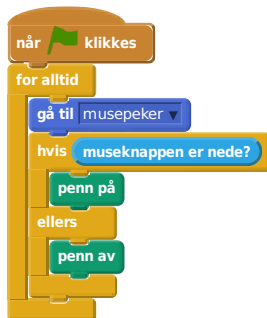 når klikkes
for alltid
gå til musepeker
hvis museknappen er nede?
penn på
ellers
penn av